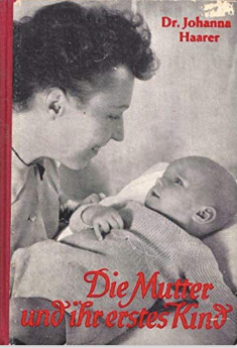 Dr. Johanna
Haarer
Die Mutter
und ihr erstes Kind